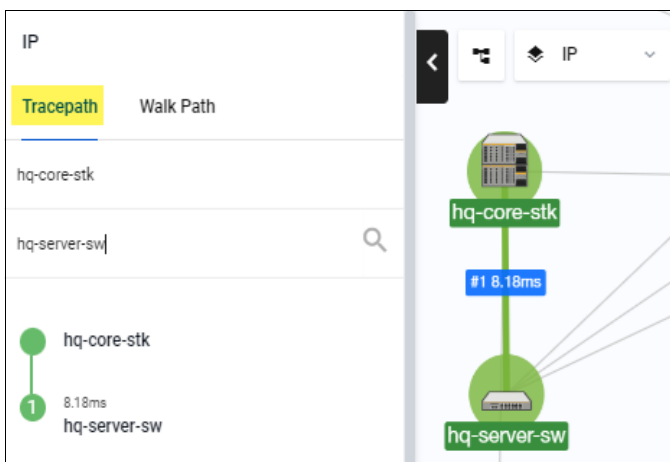 IP
Tracepath Walk Path
hq-core-stk
hq-server-sw
hq-core-stk
1 8.18ms
hq-server-sw
IP
hq-core-stk
#1 8.18ms
hq-server-sw